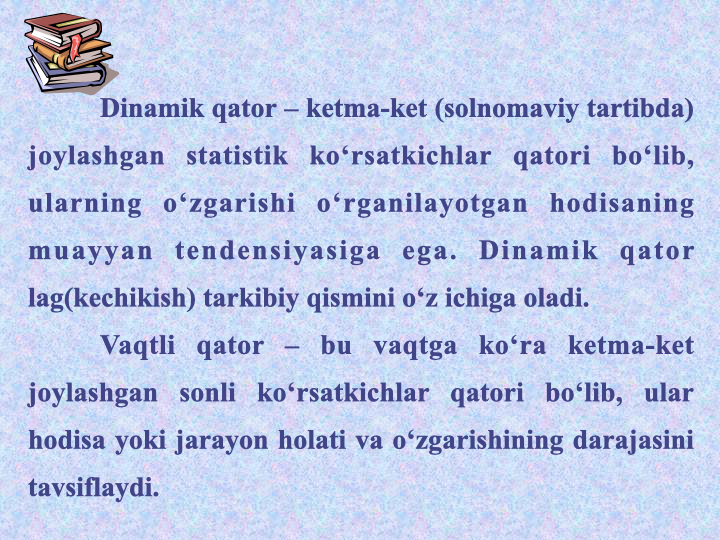 Dinamik qator – ketma-ket (solnomaviy tartibda)
joylashgan statistik ko‘rsatkichlar qatori bo‘lib,
ularning o‘zgarishi o‘rganilayotgan hodisaning
muayyan tendensiyasiga ega. Dinamik qator
lag(kechikish) tarkibiy qismini o‘z ichiga oladi.
Vaqtli qator – bu vaqtga ko‘ra ketma-ket
joylashgan sonli ko‘rsatkichlar qatori bo‘lib, ular
hodisa yoki jarayon holati va o‘zgarishining darajasini
tavsiflaydi.